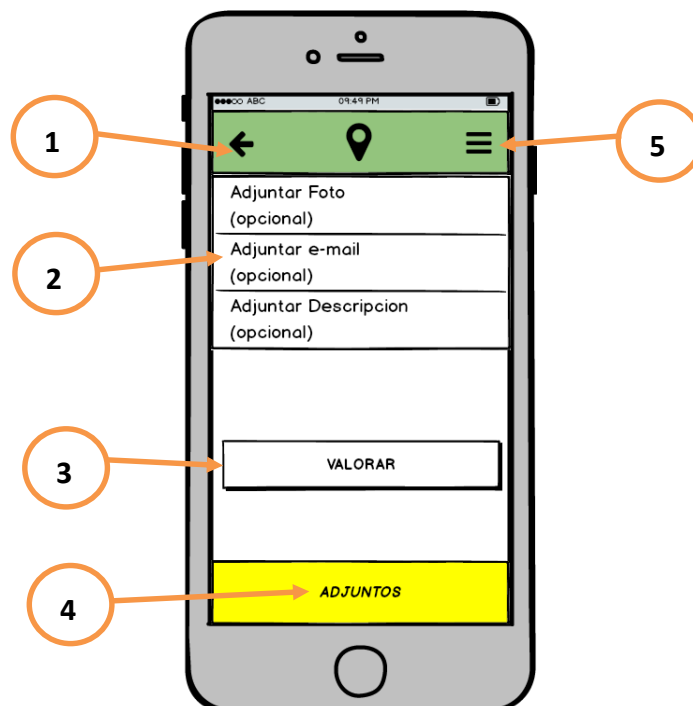 ABC 09:49 PM
1
5
Adjuntar Foto
(opcional)
2
Adjuntar e-mail
(opcional)
Adjuntar Descripcion
(opcional)
3
VALORAR
4
ADJUNTOS